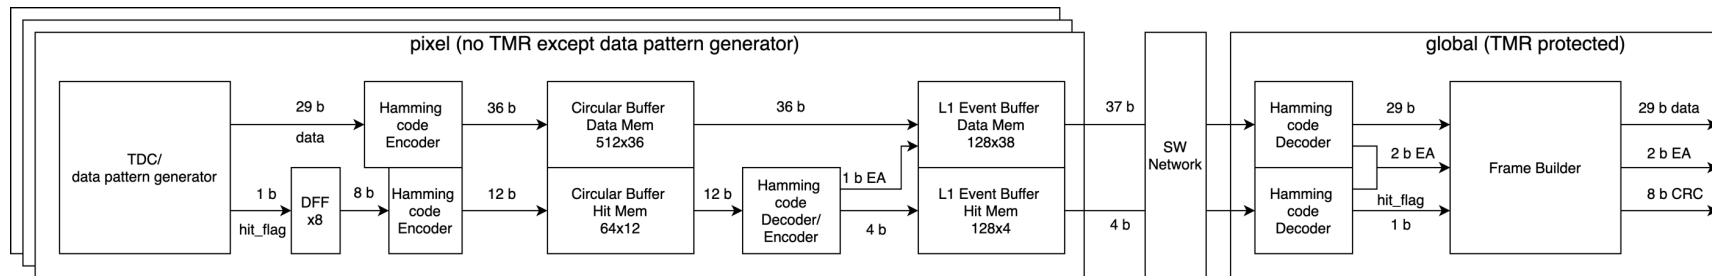 pixel (no TMR except data pattern generator)
global (TMR protected)
TDC/
data pattern generator
29 b
data
1 b
hit_flag
DFF
x8
8 b
Hamming
code
Encoder
Hamming
code
Encoder
36 b
12 b
Circular Buffer
Data Mem
512x36
Circular Buffer
Hit Mem
64x12
36 b
12 b
Hamming
code
Decoder/
Encoder
1 b EA
4 b
L1 Event Buffer
Data Mem
128x38
L1 Event Buffer
Hit Mem
128x4
37 b
4 b
SW
Network
Hamming
code
Decoder
Hamming
code
Decoder
29 b
2 b EA
hit_flag
1 b
Frame Builder
29 b data
2 b EA
8 b CRC